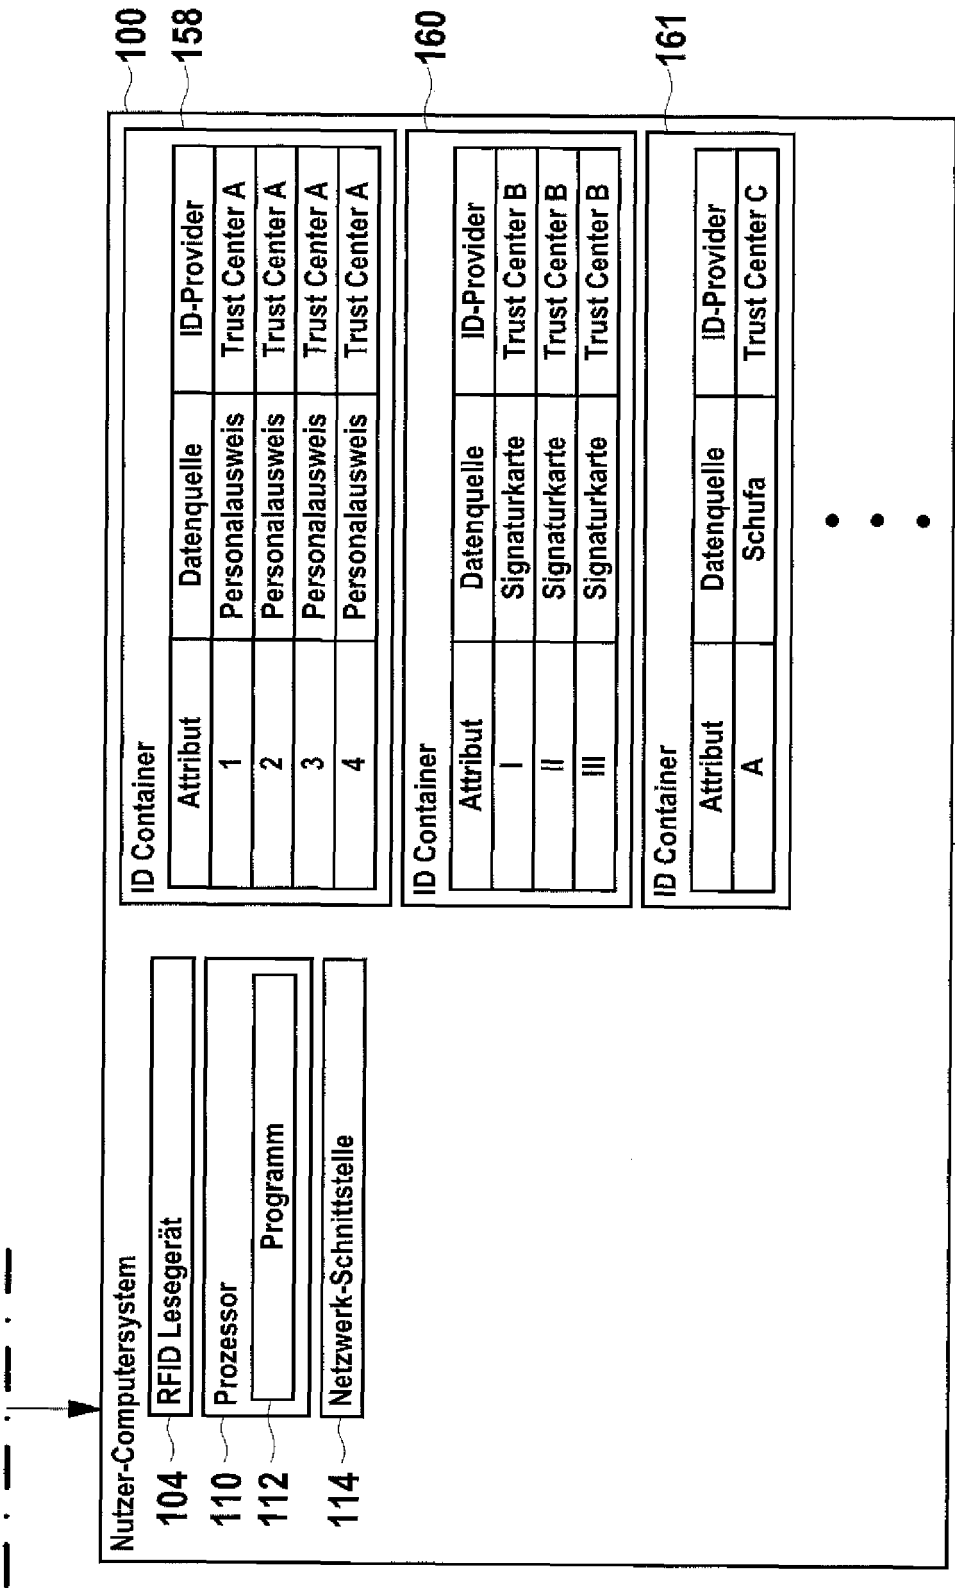 Nutzer-Computersystem
100
104
RFID Lesegerät
110
Prozessor
112
Programm
114
Netzwerk-Schnittstelle
158
ID Container
Attribut Datenquelle ID-Provider
1 Personalausweis Trust Center A
2 Personalausweis Trust Center A
3 Personalausweis Trust Center A
4 Personalausweis Trust Center A
160
ID Container
Attribut Datenquelle ID-Provider
I Signaturkarte Trust Center B
II Signaturkarte Trust Center B
III Signaturkarte Trust Center B
161
ID Container
Attribut Datenquelle ID-Provider
A Schufa Trust Center C